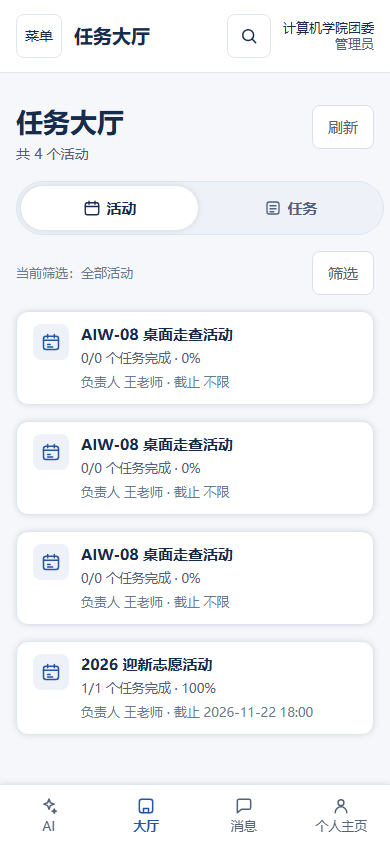 菜单
任务大厅
计算机学院团委
管理员
任务大厅
共 4 个活动
刷新
活动
任务
当前筛选：全部活动
筛选
AIW-08 桌面走查活动
0/0 个任务完成 · 0%
负责人 王老师 · 截止 不限
AIW-08 桌面走查活动
0/0 个任务完成 · 0%
负责人 王老师 · 截止 不限
AIW-08 桌面走查活动
0/0 个任务完成 · 0%
负责人 王老师 · 截止 不限
2026 迎新志愿活动
1/1 个任务完成 · 100%
负责人 王老师 · 截止 2026-11-22 18:00
AI
大厅
消息
个人主页